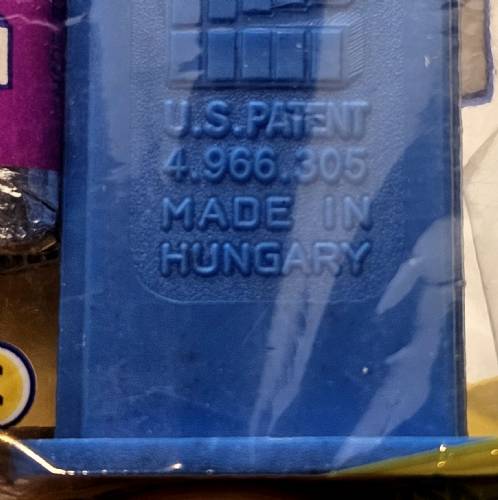 U.S.PATENT
4.966.305
MADE IN
HUNGARY